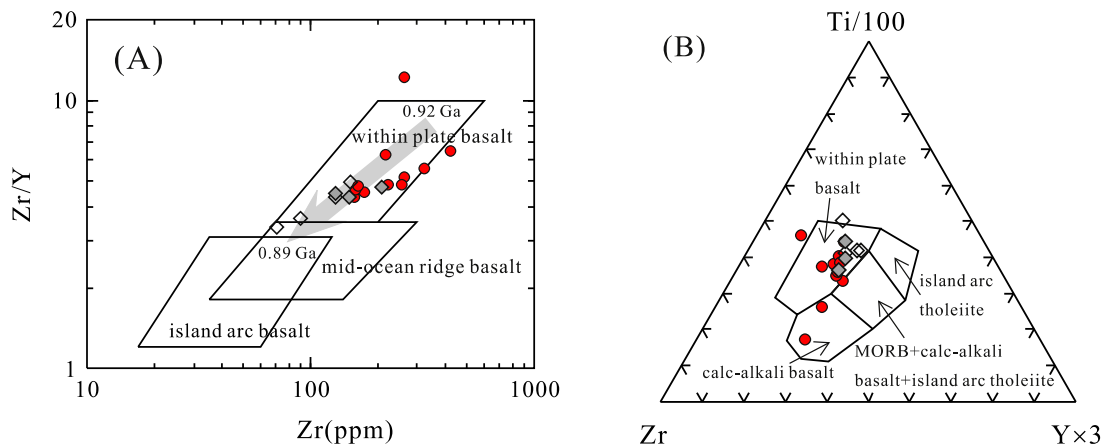 20
(A)
10
0.92 Ga
within plate basalt
Zr/Y
0.89 Ga
mid-ocean ridge basalt
island arc basalt
1
10
100
1000
Zr(ppm)
(B)
Ti/100
within plate
basalt
island arc
tholeiite
MORB+calc-alkali
calc-alkali basalt
basalt+island arc tholeiite
Zr
Y×3